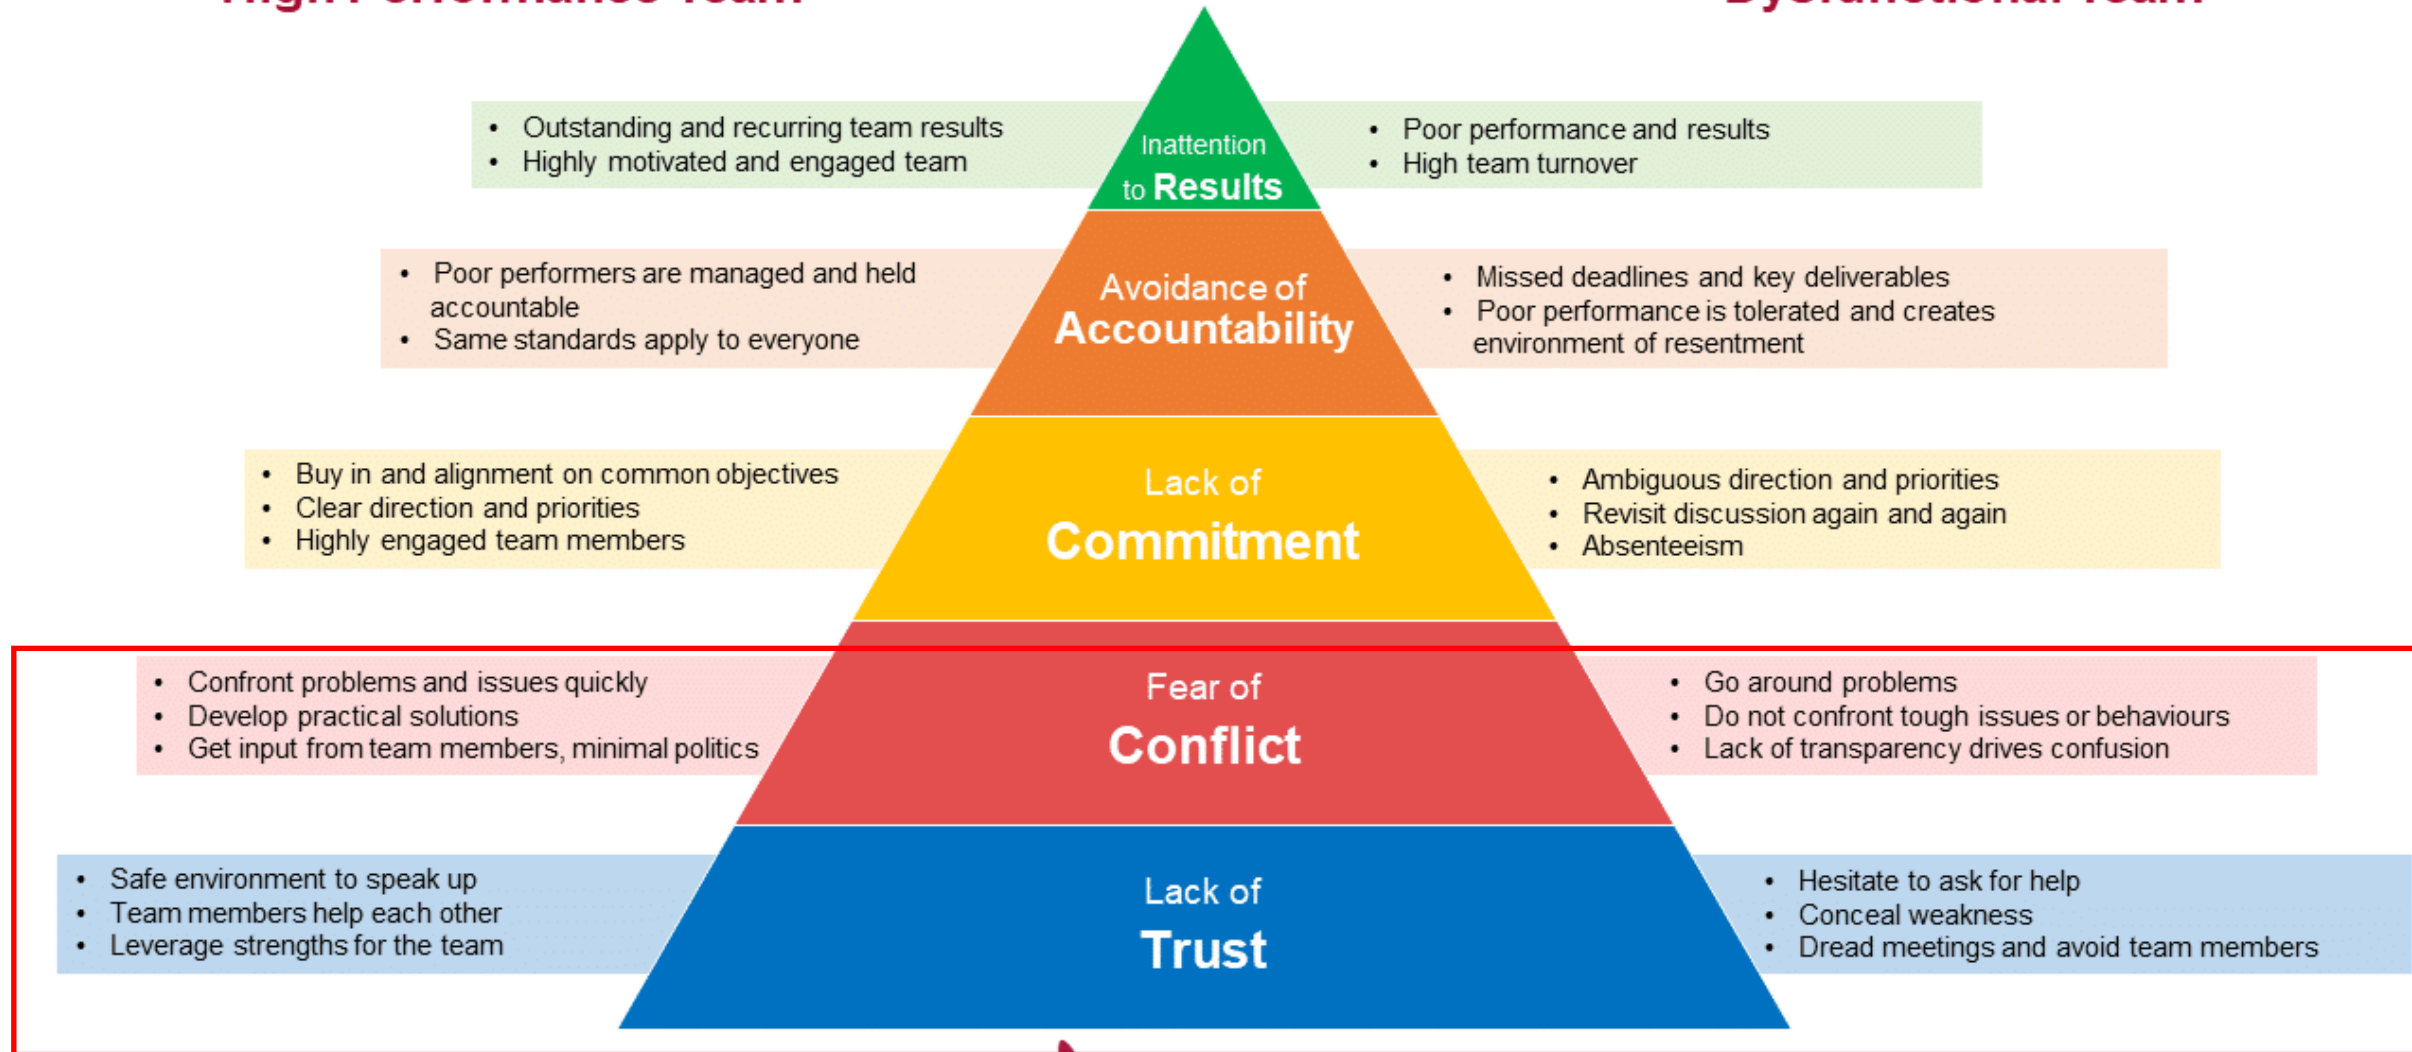 High Performance Team
Dysfunctional Team
• Outstanding and recurring team results
• Highly motivated and engaged team
Inattention
to Results
• Poor performance and results
• High team turnover
• Poor performers are managed and held
accountable
• Same standards apply to everyone
Avoidance of
Accountability
• Missed deadlines and key deliverables
• Poor performance is tolerated and creates
environment of resentment
• Buy in and alignment on common objectives
• Clear direction and priorities
• Highly engaged team members
Lack of
Commitment
• Ambiguous direction and priorities
• Revisit discussion again and again
• Absenteeism
• Confront problems and issues quickly
• Develop practical solutions
• Get input from team members, minimal politics
Fear of
Conflict
• Go around problems
• Do not confront tough issues or behaviours
• Lack of transparency drives confusion
• Safe environment to speak up
• Team members help each other
• Leverage strengths for the team
Lack of
Trust
• Hesitate to ask for help
• Conceal weakness
• Dread meetings and avoid team members